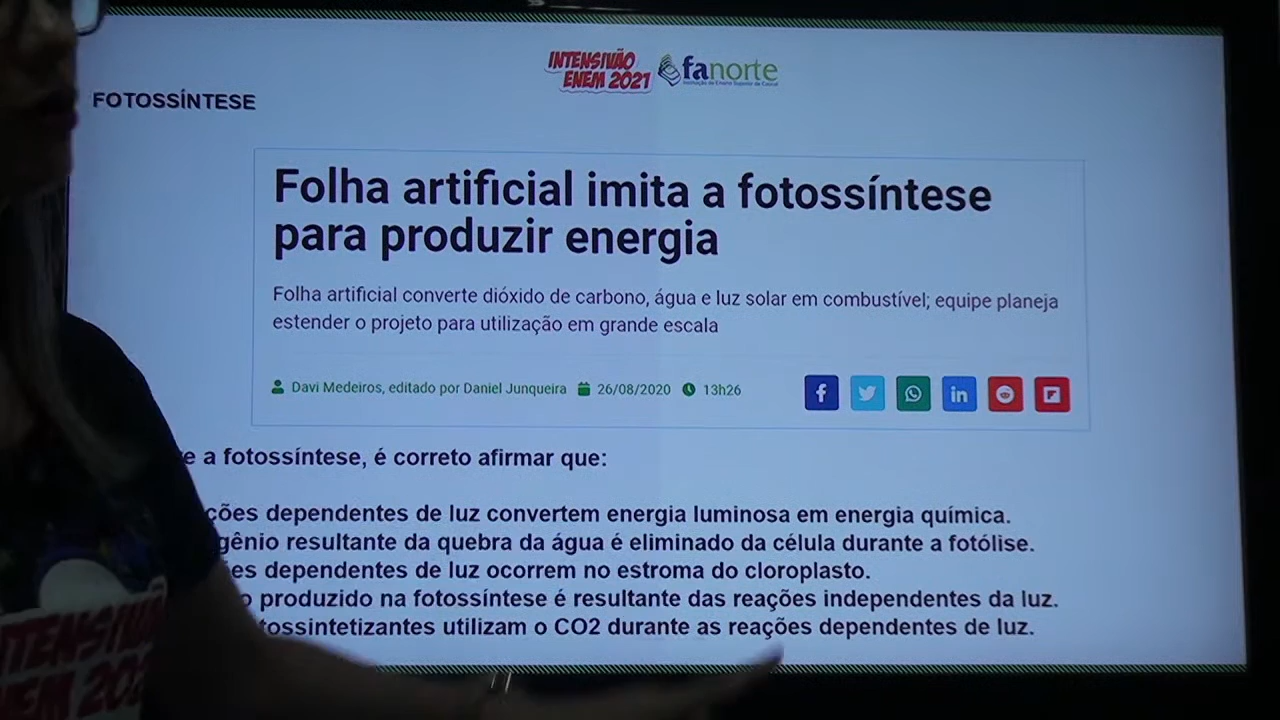 INTENSIVÃO
ENEM 2021
fanorte
FOTOSSÍNTESE
Folha artificial imita a fotossíntese
para produzir energia
Folha artificial converte dióxido de carbono, água e luz solar em combustível; equipe planeja
estender o projeto para utilização em grande escala
Davi Medeiros, editado por Daniel Junqueira 26/08/2020 13h26
a fotossíntese, é correto afirmar que:
dependentes de luz convertem energia luminosa em energia química.
resultante da quebra da água é eliminado da célula durante a fotólise.
dependentes de luz ocorrem no estroma do cloroplasto.
produzido na fotossíntese é resultante das reações independentes da luz.
utilizam o CO2 durante as reações dependentes de luz.
ENEM